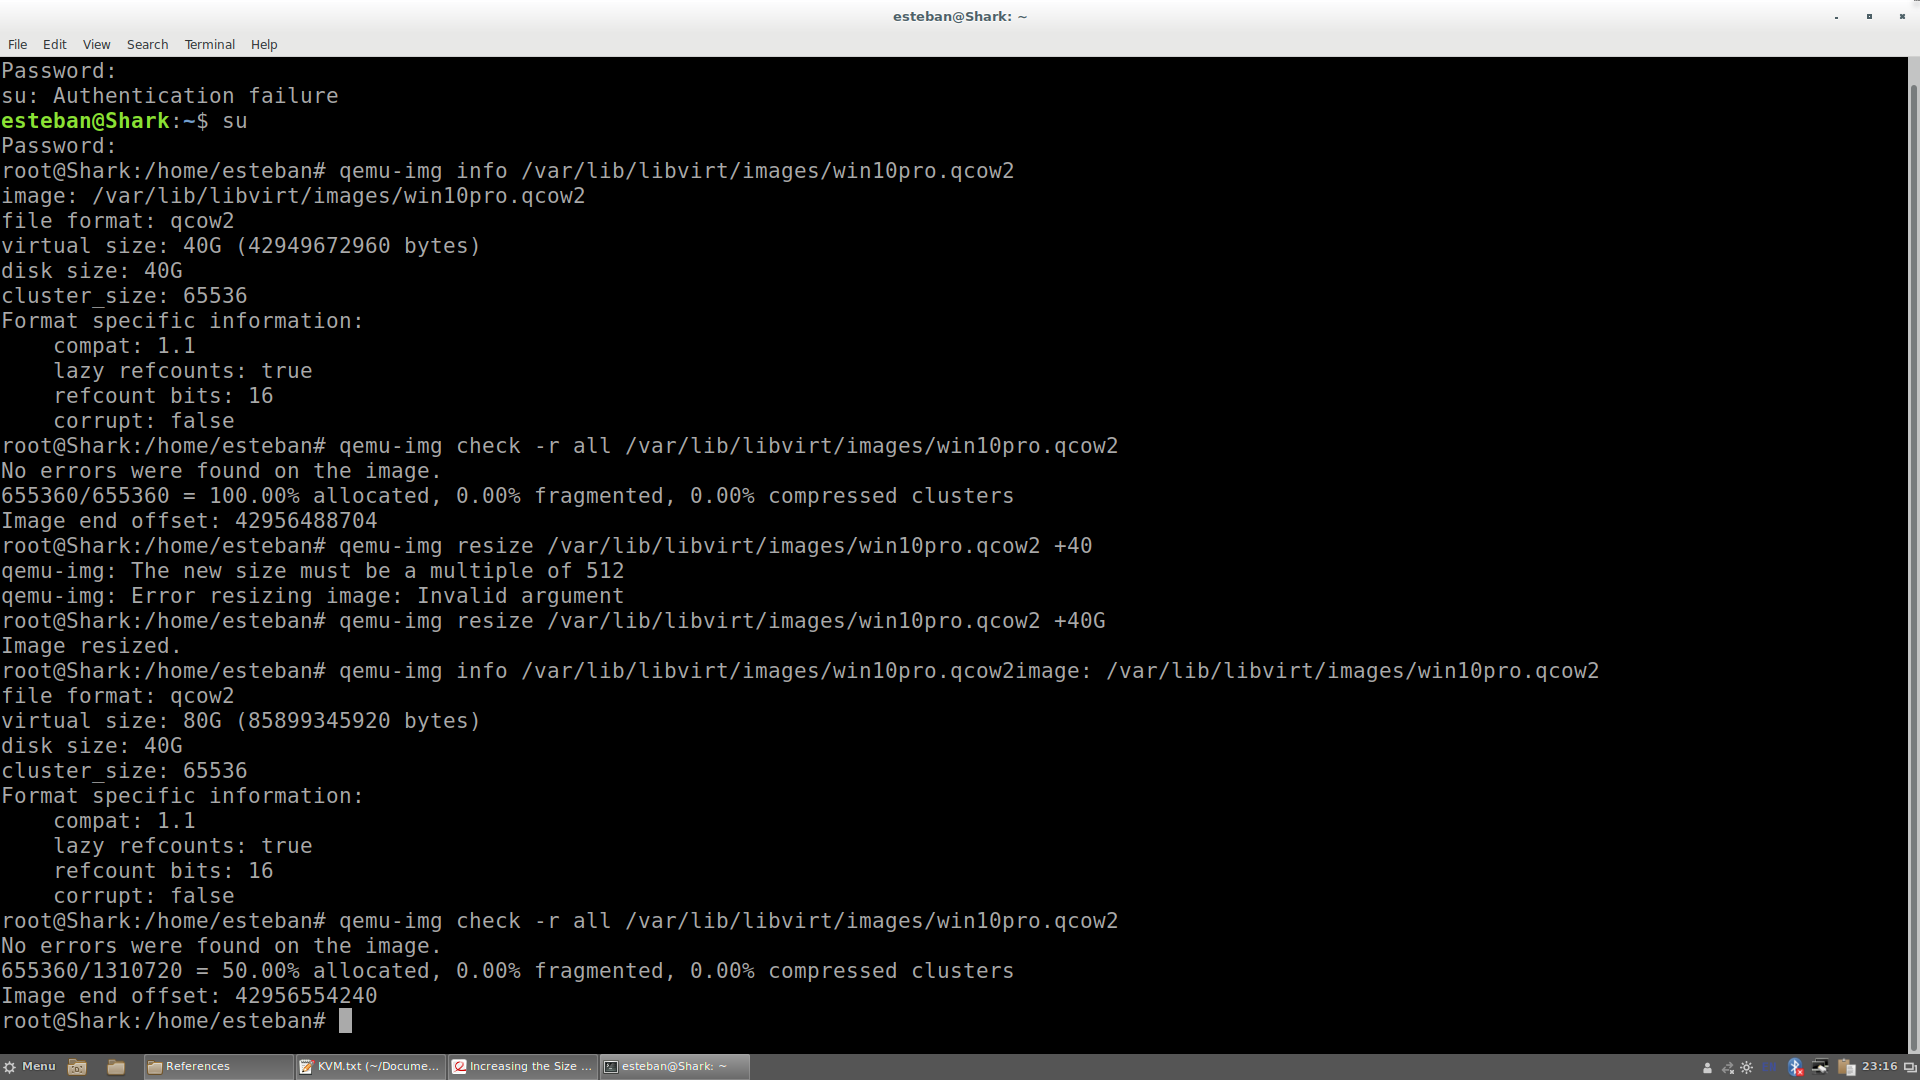 esteban@Shark: ~
File Edit View Search Terminal Help
Password:
su: Authentication failure
esteban@Shark:~$ su
Password:
root@Shark:/home/esteban# qemu-img info /var/lib/libvirt/images/win10pro.qcow2
image: /var/lib/libvirt/images/win10pro.qcow2
file format: qcow2
virtual size: 40G (42949672960 bytes)
disk size: 40G
cluster_size: 65536
Format specific information:
    compat: 1.1
    lazy refcounts: true
    refcount bits: 16
    corrupt: false
root@Shark:/home/esteban# qemu-img check -r all /var/lib/libvirt/images/win10pro.qcow2
No errors were found on the image.
655360/655360 = 100.00% allocated, 0.00% fragmented, 0.00% compressed clusters
Image end offset: 42956488704
root@Shark:/home/esteban# qemu-img resize /var/lib/libvirt/images/win10pro.qcow2 +40
qemu-img: The new size must be a multiple of 512
qemu-img: Error resizing image: Invalid argument
root@Shark:/home/esteban# qemu-img resize /var/lib/libvirt/images/win10pro.qcow2 +40G
Image resized.
root@Shark:/home/esteban# qemu-img info /var/lib/libvirt/images/win10pro.qcow2image: /var/lib/libvirt/images/win10pro.qcow2
file format: qcow2
virtual size: 80G (85899345920 bytes)
disk size: 40G
cluster_size: 65536
Format specific information:
    compat: 1.1
    lazy refcounts: true
    refcount bits: 16
    corrupt: false
root@Shark:/home/esteban# qemu-img check -r all /var/lib/libvirt/images/win10pro.qcow2
No errors were found on the image.
655360/1310720 = 50.00% allocated, 0.00% fragmented, 0.00% compressed clusters
Image end offset: 42956554240
root@Shark:/home/esteban#
Menu References KVM.txt (~/Docume... Increasing the Size ... esteban@Shark: ~ 23:16